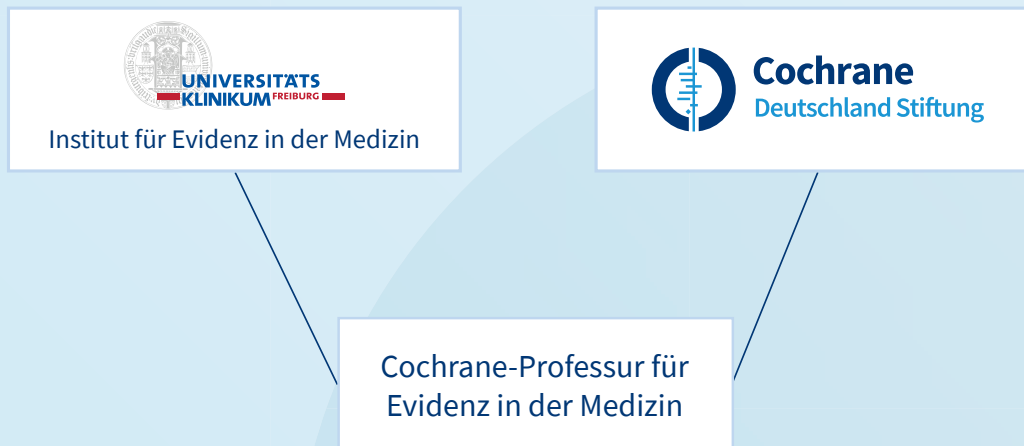 UNIVERSITÄTS
KLINIKUM FREIBURG
Institut für Evidenz in der Medizin
Cochrane
Deutschland Stiftung
Cochrane-Professur für
Evidenz in der Medizin